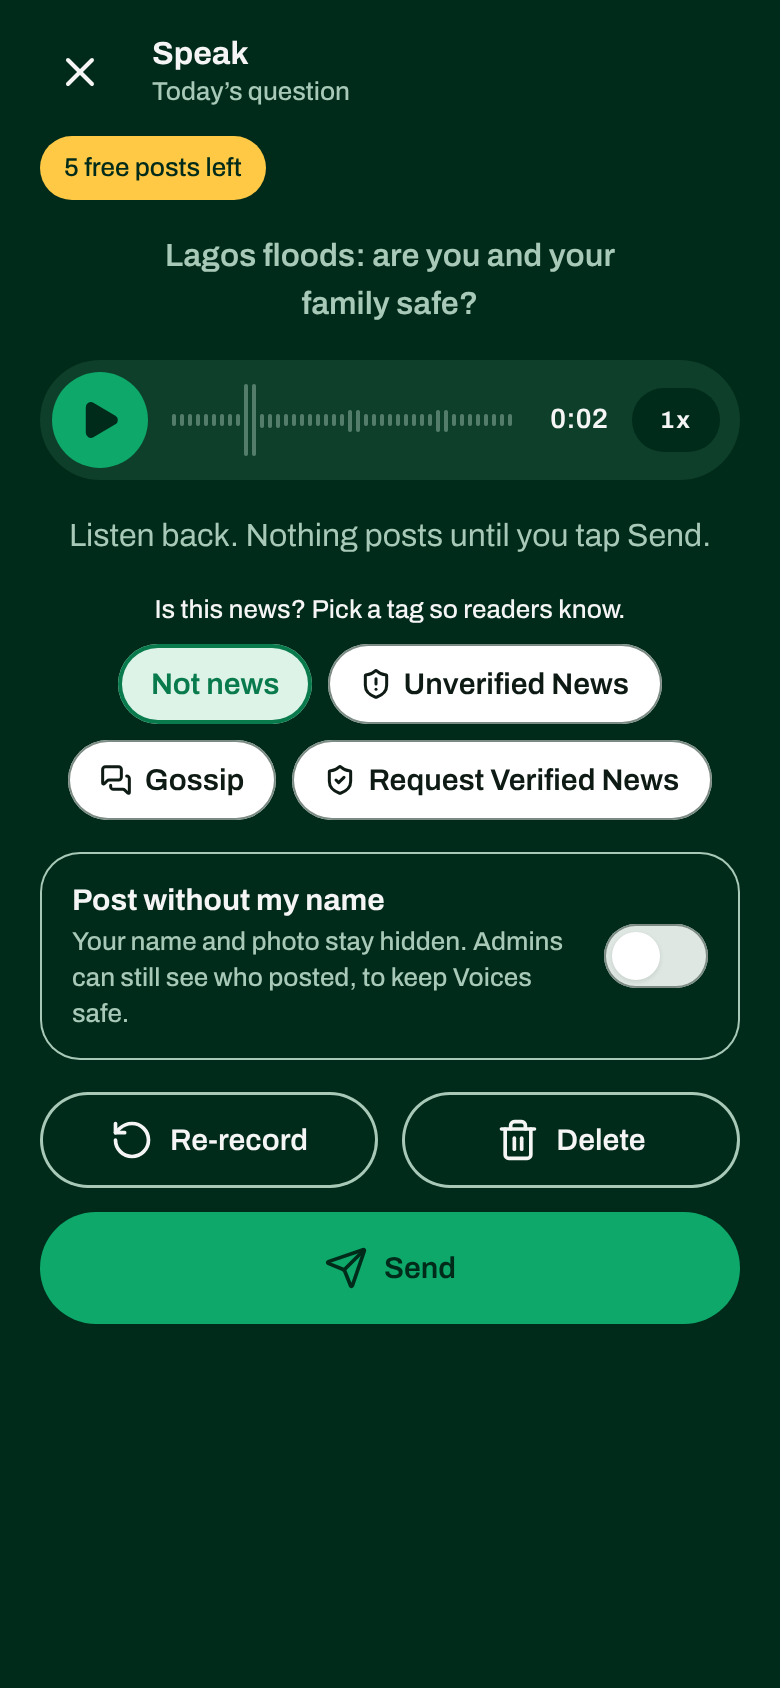 Speak
Today’s question
5 free posts left
Lagos floods: are you and your
family safe?
0:02
1x
Listen back. Nothing posts until you tap Send.
Is this news? Pick a tag so readers know.
Not news
Unverified News
Gossip
Request Verified News
Post without my name
Your name and photo stay hidden. Admins
can still see who posted, to keep Voices
safe.
Re-record
Delete
Send